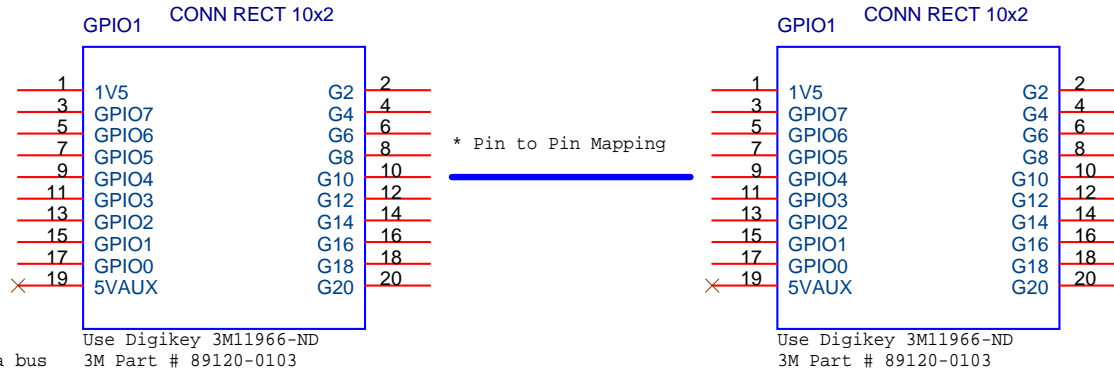 CONN RECT 10x2
GPIO1
1 1V5 G2 2
3 GPIO7 G4 4
5 GPIO6 G6 6
7 GPIO5 G8 8
9 GPIO4 G10 10
11 GPIO3 G12 12
13 GPIO2 G14 14
15 GPIO1 G16 16
17 GPIO0 G18 18
19 5VAUX G20 20
Use Digikey 3M11966-ND
a bus 3M Part # 89120-0103
* Pin to Pin Mapping
CONN RECT 10x2
GPIO1
1 1V5 G2 2
3 GPIO7 G4 4
5 GPIO6 G6 6
7 GPIO5 G8 8
9 GPIO4 G10 10
11 GPIO3 G12 12
13 GPIO2 G14 14
15 GPIO1 G16 16
17 GPIO0 G18 18
19 5VAUX G20 20
Use Digikey 3M11966-ND
3M Part # 89120-0103